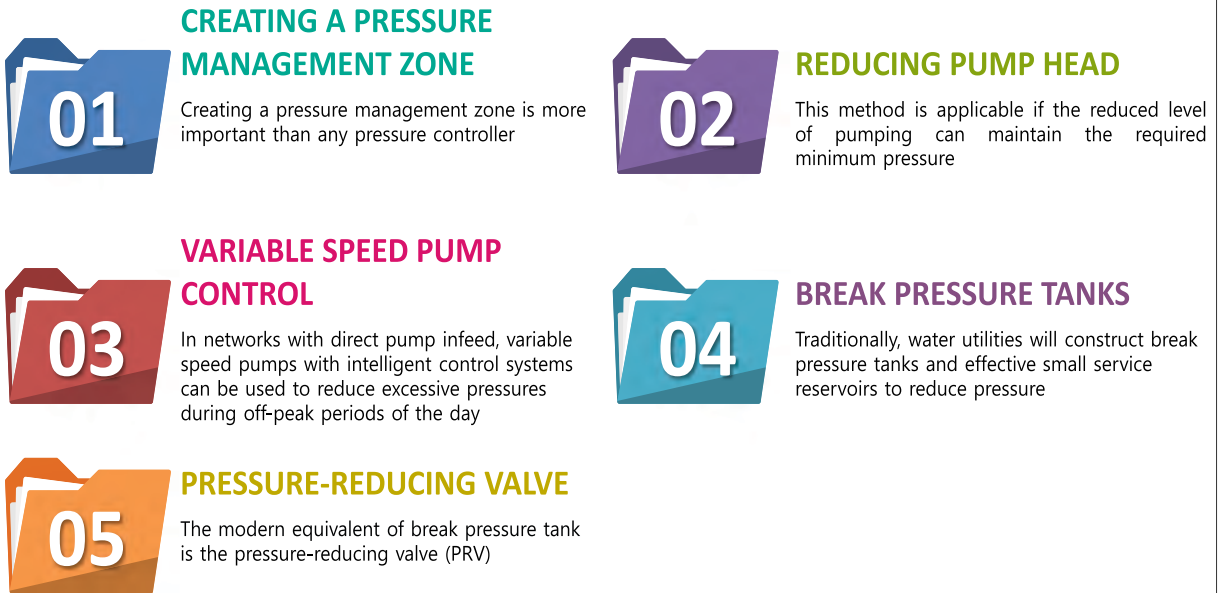 01
CREATING A PRESSURE
MANAGEMENT ZONE
Creating a pressure management zone is more
important than any pressure controller
02
REDUCING PUMP HEAD
This method is applicable if the reduced level
of pumping can maintain the required
minimum pressure
03
VARIABLE SPEED PUMP
CONTROL
In networks with direct pump infeed, variable
speed pumps with intelligent control systems
can be used to reduce excessive pressures
during off-peak periods of the day
04
BREAK PRESSURE TANKS
Traditionally, water utilities will construct break
pressure tanks and effective small service
reservoirs to reduce pressure
05
PRESSURE-REDUCING VALVE
The modern equivalent of break pressure tank
is the pressure-reducing valve (PRV)